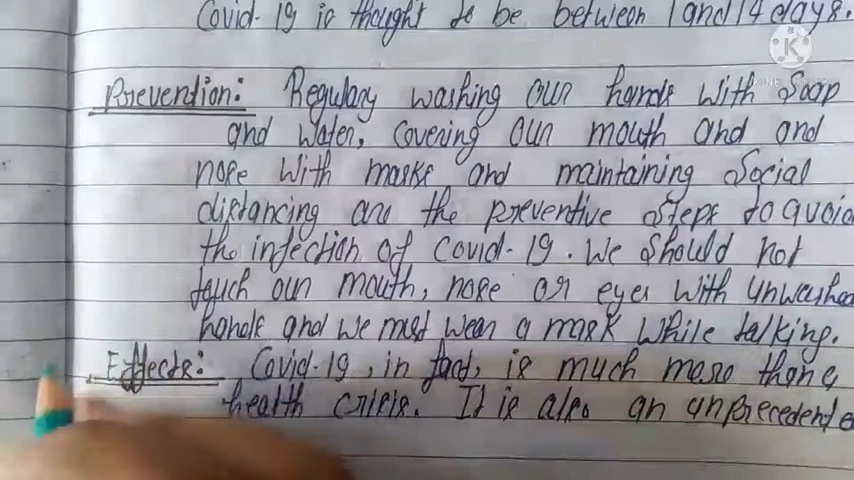 Covid-19 is thought to be between 1 and 14 days.
Prevention: Regulary washing our hands with Soap
and water, covering our mouth and and
nose with masks and maintaining Social
distancing are the preventive steps to avoid
the infection of covid-19. We should not
touch our mouth, nose or eyes with unwashed
hands and we must wear a mask while talking.
Effects: Covid-19, in fact, is much more than a
health crisis. It is also an unprecedente
K
KINEMASTER